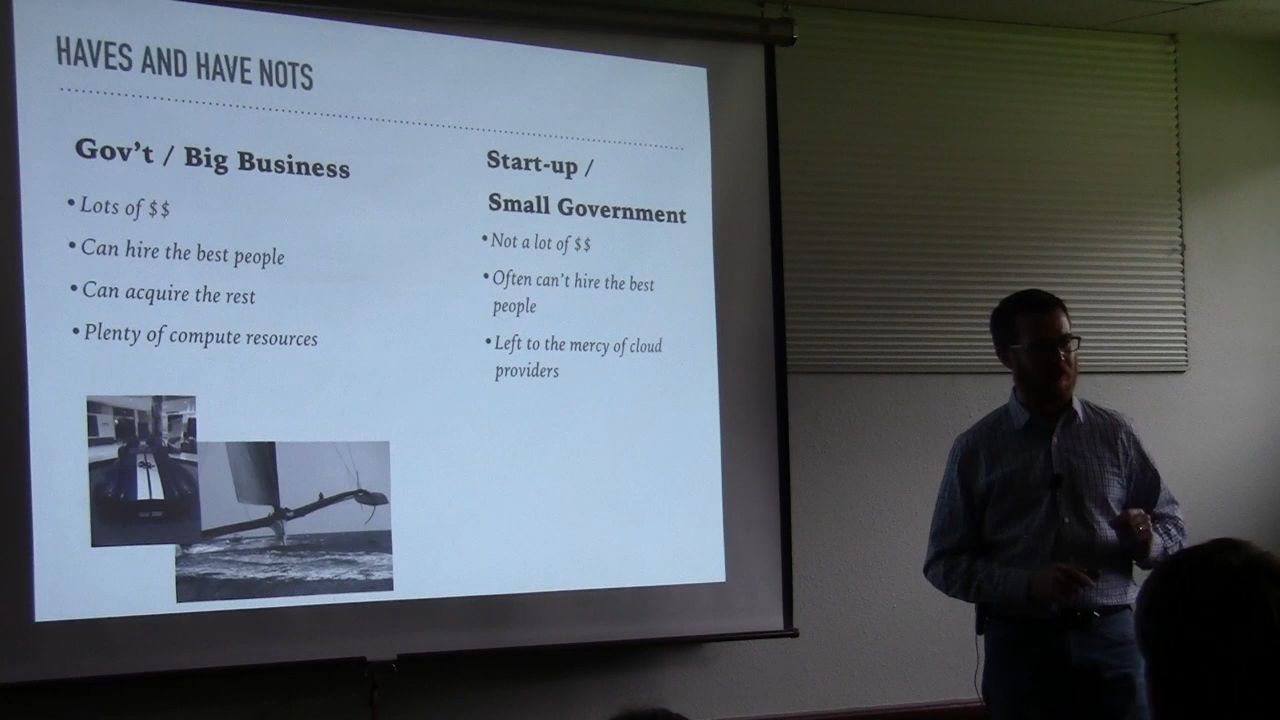 HAVES AND HAVE NOTS
Gov't / Big Business
• Lots of $$
• Can hire the best people
• Can acquire the rest
• Plenty of compute resources
Start-up /
Small Government
• Not a lot of $$
• Often can't hire the best
people
• Left to the mercy of cloud
providers